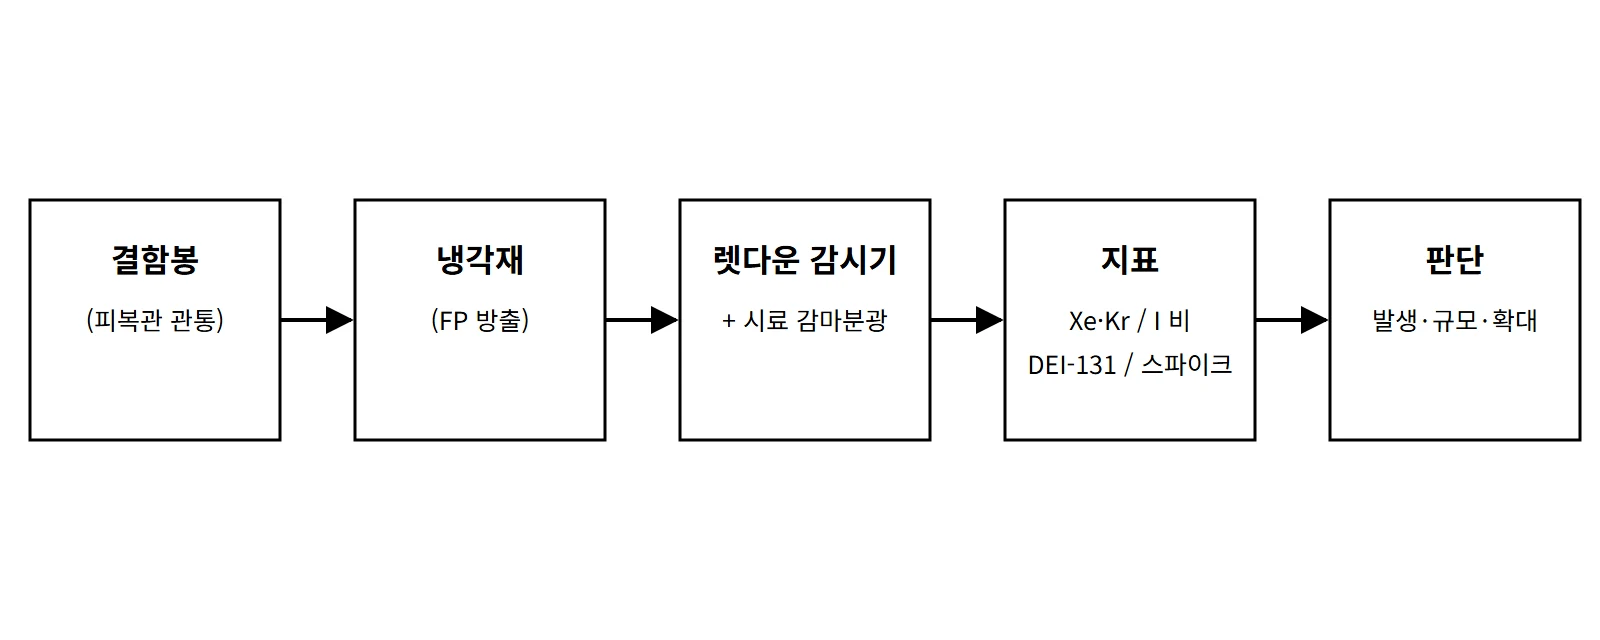 결함봉
(피복관 관통)
냉각재
(FP 방출)
렛다운 감시기
+ 시료 감마분광
지표
Xe·Kr / I 비
DEI-131 / 스파이크
판단
발생·규모·확대